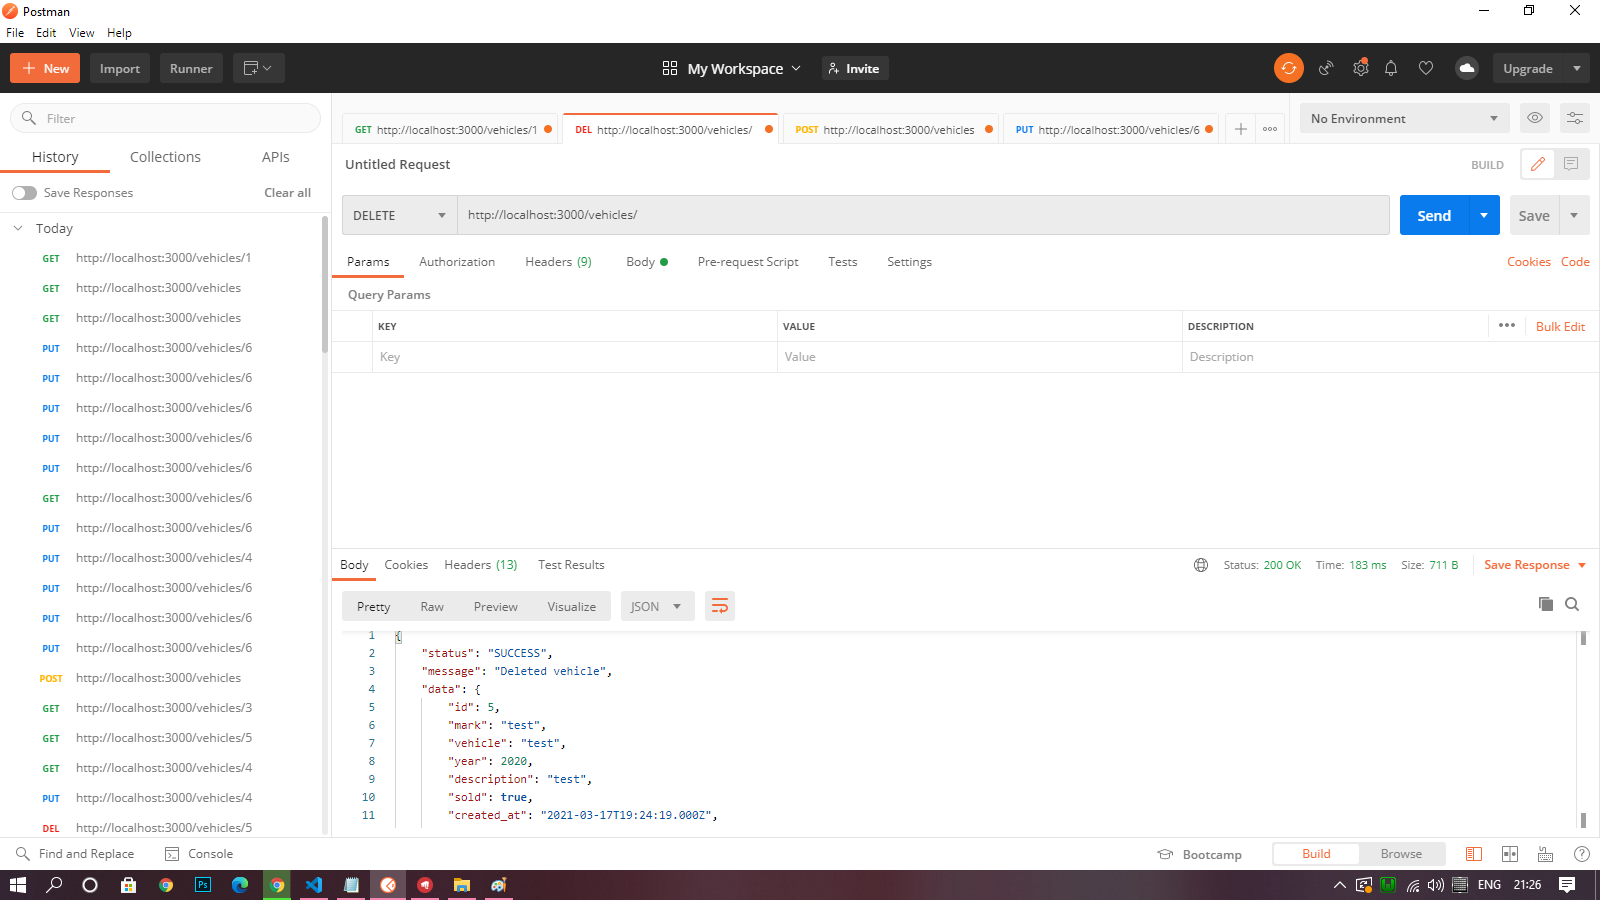 Postman
File Edit View Help
New Import Runner My Workspace Invite Upgrade
Filter
History Collections APIs
Save Responses Clear all
Today
GET http://localhost:3000/vehicles/1
GET http://localhost:3000/vehicles
GET http://localhost:3000/vehicles
PUT http://localhost:3000/vehicles/6
PUT http://localhost:3000/vehicles/6
PUT http://localhost:3000/vehicles/6
PUT http://localhost:3000/vehicles/6
PUT http://localhost:3000/vehicles/6
GET http://localhost:3000/vehicles/6
PUT http://localhost:3000/vehicles/6
PUT http://localhost:3000/vehicles/4
PUT http://localhost:3000/vehicles/6
PUT http://localhost:3000/vehicles/6
PUT http://localhost:3000/vehicles/6
POST http://localhost:3000/vehicles
GET http://localhost:3000/vehicles/3
GET http://localhost:3000/vehicles/5
GET http://localhost:3000/vehicles/4
PUT http://localhost:3000/vehicles/4
DEL http://localhost:3000/vehicles/5
GET http://localhost:3000/vehicles/1 DEL http://localhost:3000/vehicles/ POST http://localhost:3000/vehicles PUT http://localhost:3000/vehicles/6 No Environment
Untitled Request BUILD
DELETE http://localhost:3000/vehicles/ Send Save
Params Authorization Headers (9) Body Pre-request Script Tests Settings Cookies Code
Query Params
KEY VALUE DESCRIPTION Bulk Edit
Key Value Description
Body Cookies Headers (13) Test Results Status: 200 OK Time: 183 ms Size: 711 B Save Response
Pretty Raw Preview Visualize JSON
1 {
2 "status": "SUCCESS",
3 "message": "Deleted vehicle",
4 "data": {
5 "id": 5,
6 "mark": "test",
7 "vehicle": "test",
8 "year": 2020,
9 "description": "test",
10 "sold": true,
11 "created_at": "2021-03-17T19:24:19.000Z",
Find and Replace Console Bootcamp Build Browse
Ps ENG 21:26